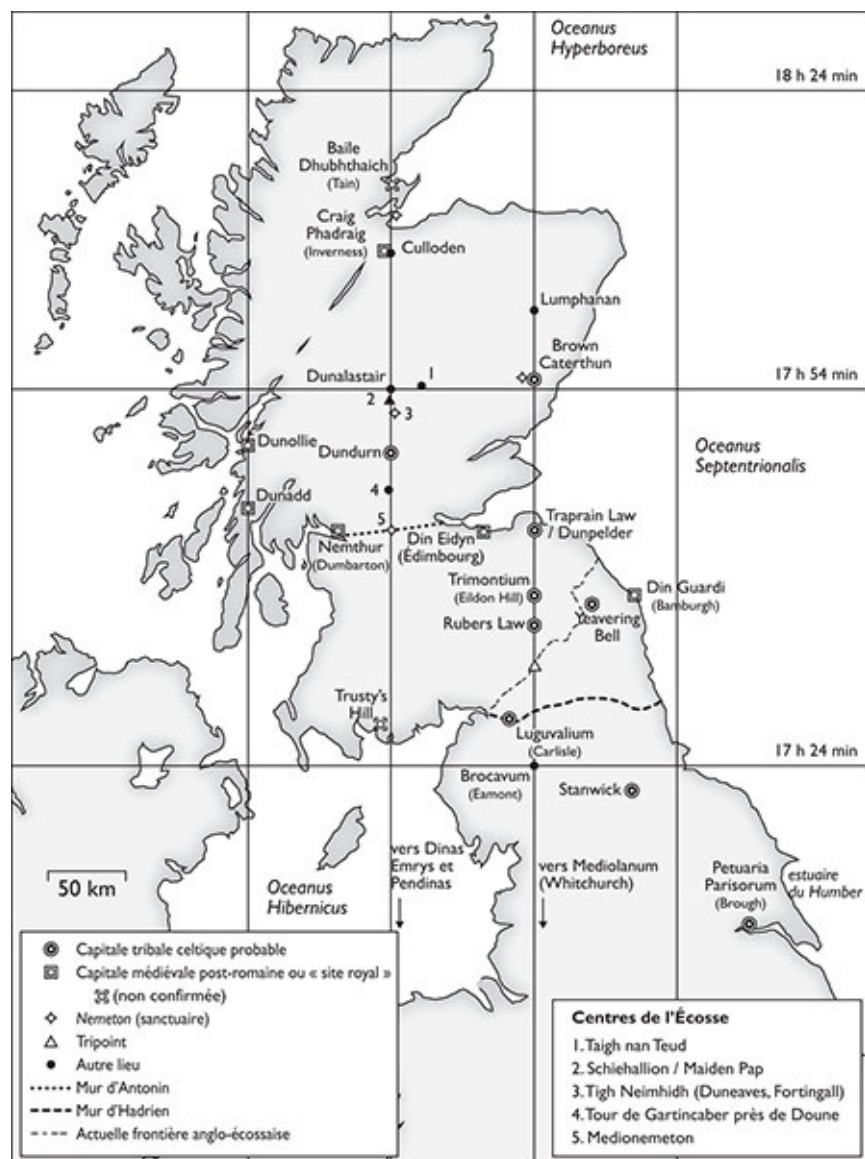 Oceanus
Hyperboreus
18 h 24 min
Baile
Dhubhthaich
(Tain)
Craig
Phadraig
(Inverness)
Culloden
Lumphanan
Brown
Caterthun
Dunalastair
1
17 h 54 min
2
3
Dunollie
Dundurn
Oceanus
Septentrionalis
Dunadd
4
5
Nemthur
(Dumbarton)
Din Eidyn
(Édimbourg)
Traprain Law
/ Dunpelder
Trimontium
(Eildon Hill)
Din Guardi
(Bamburgh)
Yeavering
Bell
Rubers Law
Trusty's
Hill
Luguvalium
(Carlisle)
17 h 24 min
Brocavum
(Eamont)
Stanwick
50 km
Oceanus
Hibernicus
vers Dinas
Emrys et
Pendinas
vers Mediolanum
(Whitchurch)
Petuaria
Parisorum
(Brough)
estuaire
du Humber
Capitale tribale celtique probable
Capitale médiévale post-romaine ou « site royal »
(non confirmée)
Nemeton (sanctuaire)
Tripoint
Autre lieu
Mur d'Antonin
Mur d'Hadrien
Actuelle frontière anglo-écossaise
Centres de l'Écosse
1. Taigh nan Teud
2. Schiehallion / Maiden Pap
3. Tigh Neimhidh (Duneaves, Fortingall)
4. Tour de Gartincaber près de Doune
5. Medionemeton